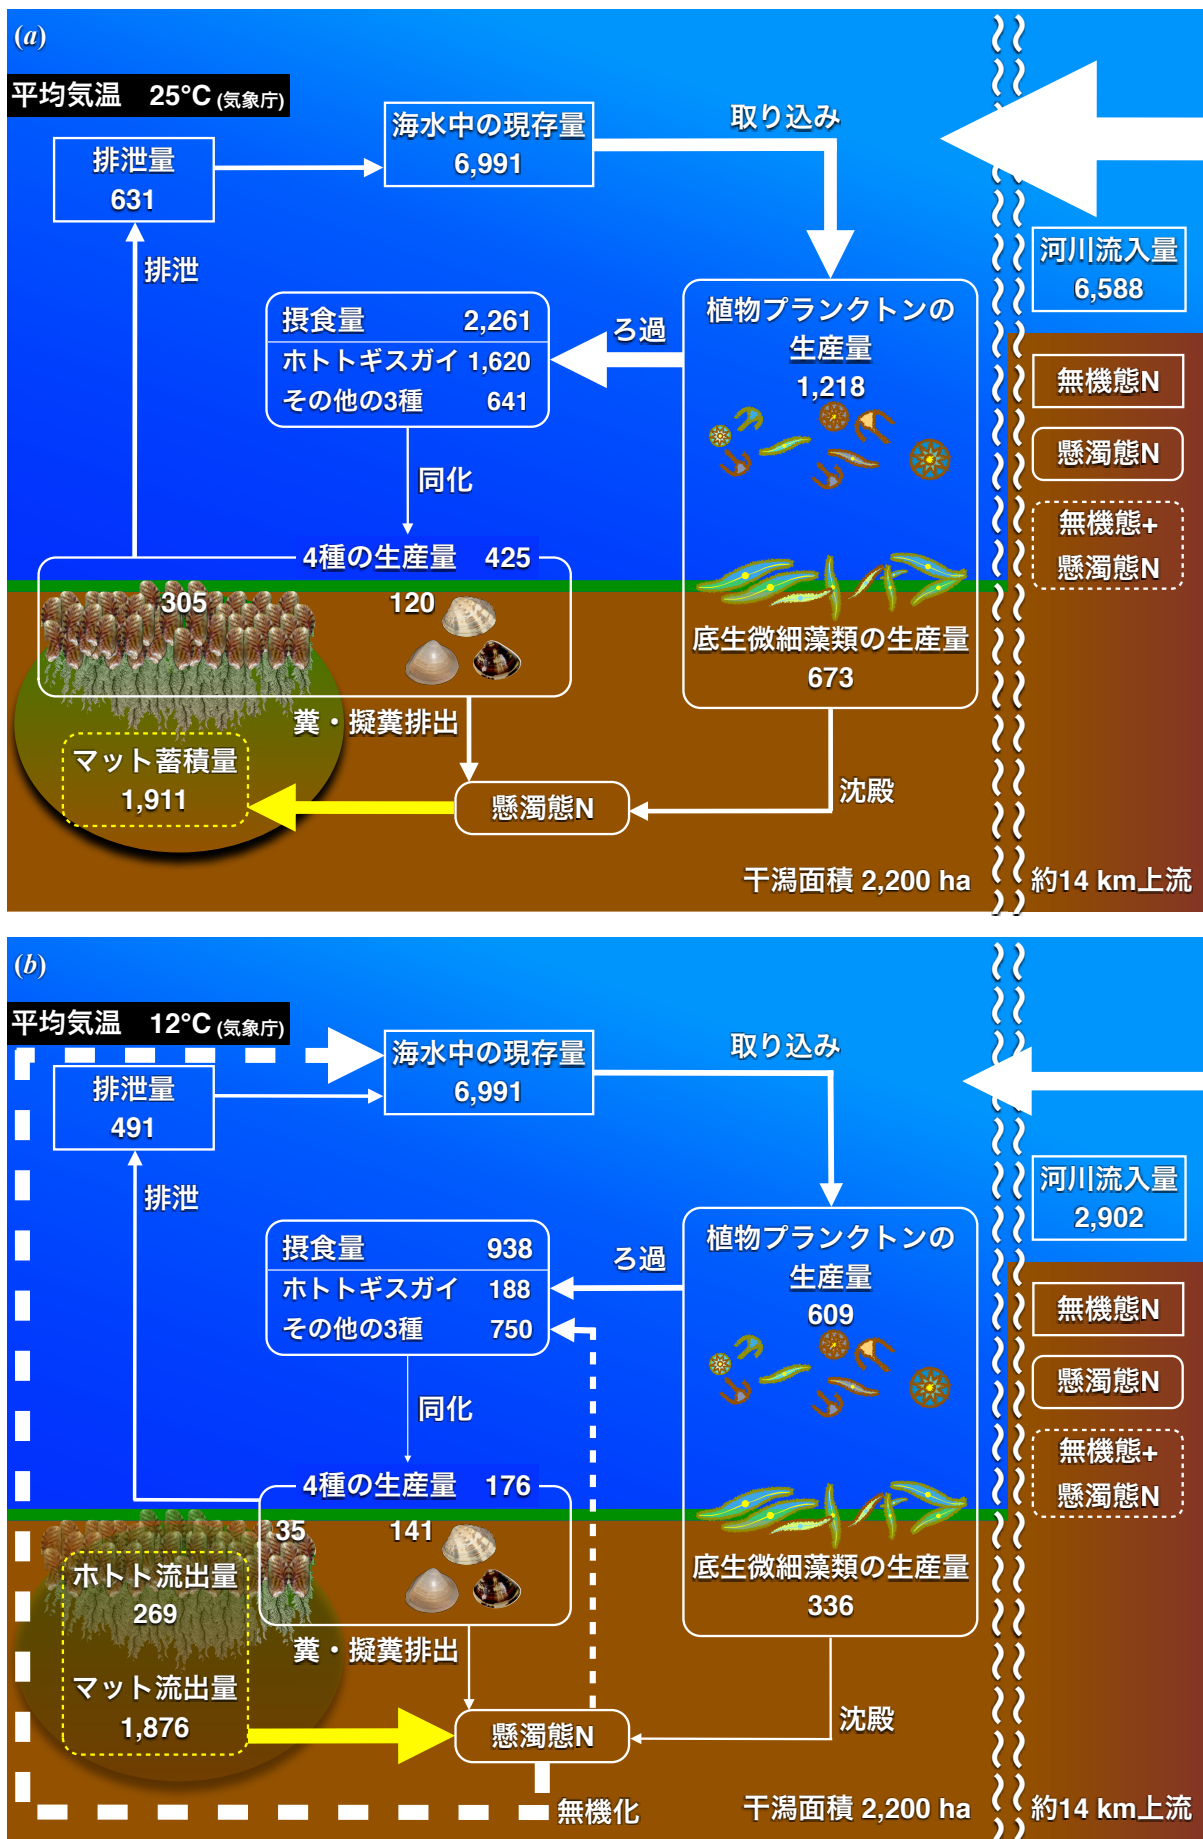 (a)
平均気温 25°C (気象庁)
排泄量
631
海水中の現存量
6,991
取り込み
河川流入量
6,588
排泄
摂食量 2,261
ホトトギスガイ 1,620
その他の3種 641
ろ過
植物プランクトンの
生産量
1,218
無機態N
懸濁態N
無機態+
懸濁態N
同化
4種の生産量 425
305
120
底生微細藻類の生産量
673
糞・擬糞排出
マット蓄積量
1,911
懸濁態N
沈殿
干潟面積 2,200 ha
約14 km上流
(b)
平均気温 12°C (気象庁)
排泄量
491
海水中の現存量
6,991
取り込み
河川流入量
2,902
排泄
摂食量 938
ホトトギスガイ 188
その他の3種 750
ろ過
植物プランクトンの
生産量
609
無機態N
懸濁態N
無機態+
懸濁態N
同化
4種の生産量 176
35
141
底生微細藻類の生産量
336
ホトト流出量
269
糞・擬糞排出
マット流出量
1,876
懸濁態N
沈殿
無機化
干潟面積 2,200 ha
約14 km上流